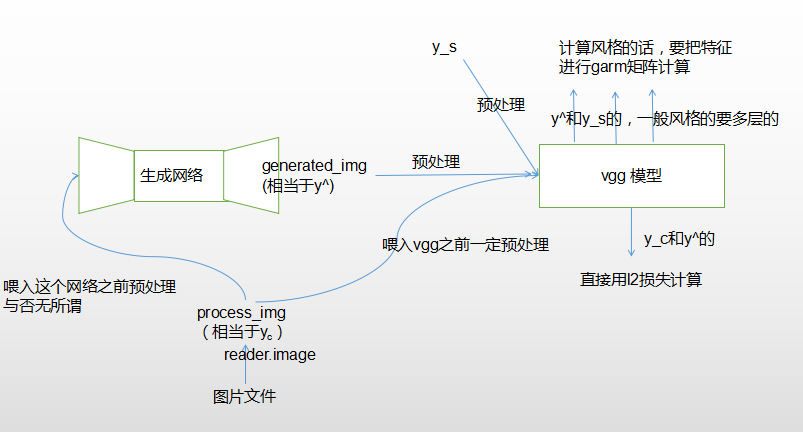 y_s
计算风格的话，要把特征
进行garm矩阵计算
预处理
y^和y_s的，一般风格的要多层的
生成网络
generated_img
(相当于y^)
预处理
vgg 模型
喂入vgg之前一定预处理
y_c和y^的
直接用l2损失计算
喂入这个网络之前预处理
与否无所谓
process_img
（相当于y꜀）
reader.image
图片文件